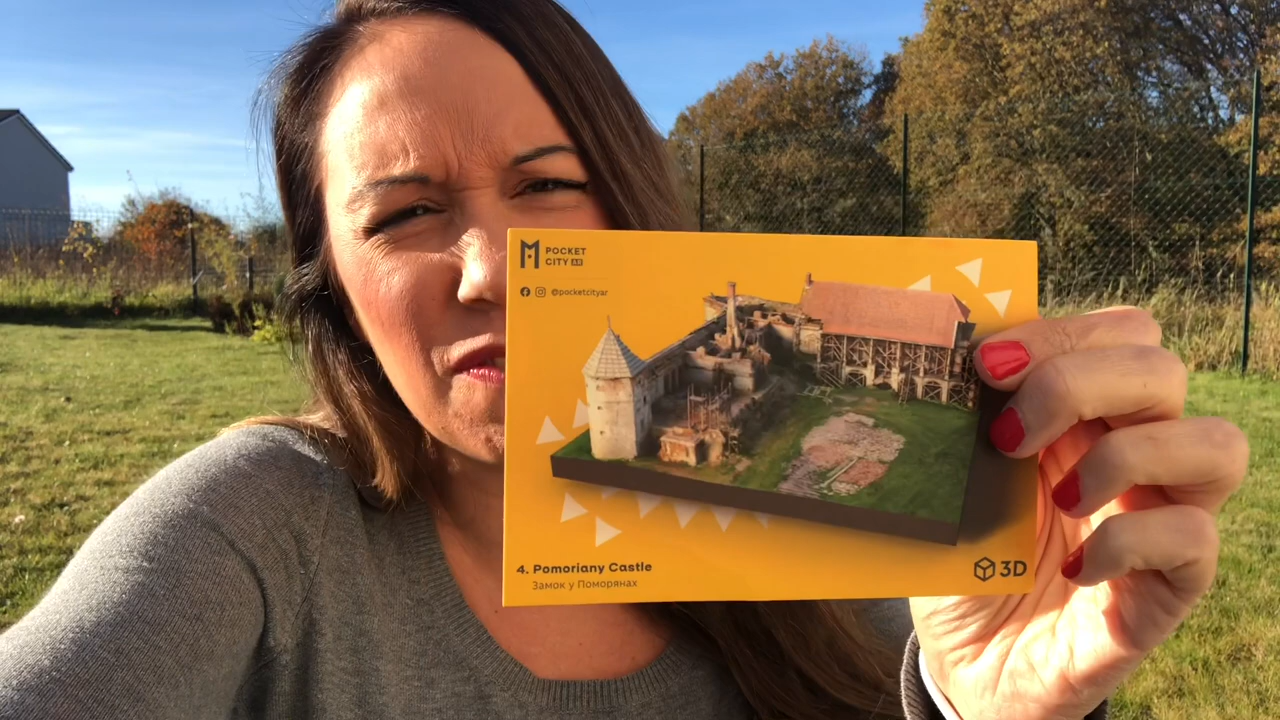 POCKET
CITY AR
@pocketcityar
4. Pomoriany Castle
Замок у Поморянах
3D